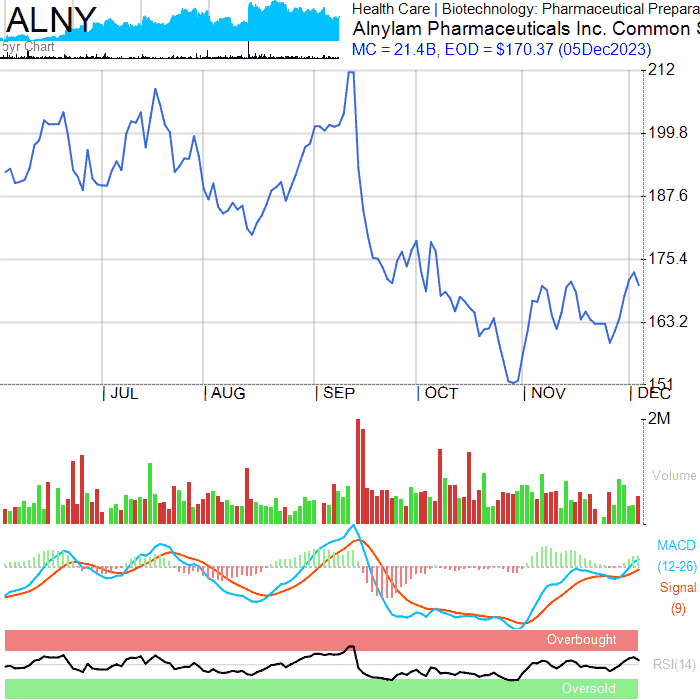 ALNY
5yr Chart
Health Care | Biotechnology: Pharmaceutical Prepara
Alnylam Pharmaceuticals Inc. Common S
MC = 21.4B, EOD = $170.37 (05Dec2023)
212
199.8
187.6
175.4
163.2
151
| JUL | AUG | SEP | OCT | NOV | DEC
2M
Volume
MACD
(12-26)
Signal
(9)
Overbought
RSI(14)
Oversold